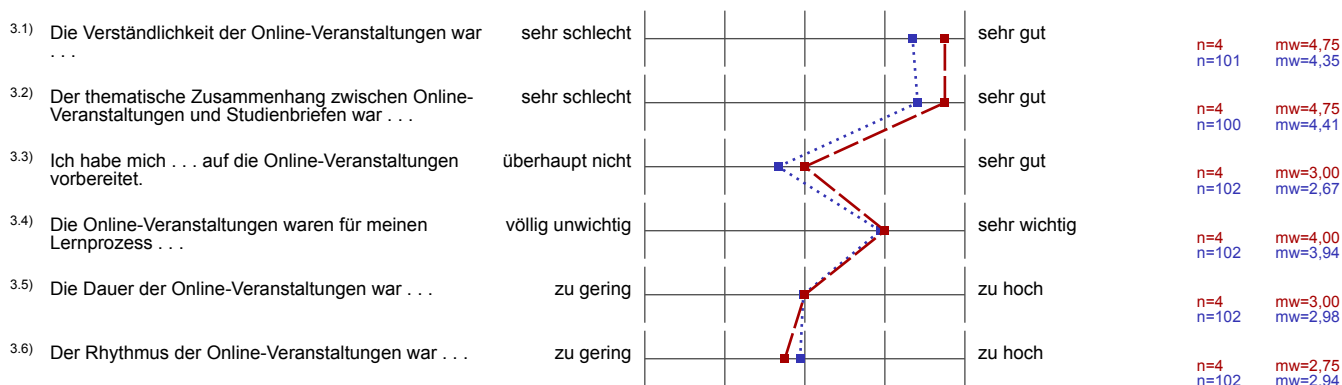 3.1) Die Verständlichkeit der Online-Veranstaltungen war sehr schlecht sehr gut
. . .
n=4 mw=4,75
n=101 mw=4,35
3.2) Der thematische Zusammenhang zwischen Online- sehr schlecht sehr gut
Veranstaltungen und Studienbriefen war . . .
n=4 mw=4,75
n=100 mw=4,41
3.3) Ich habe mich . . . auf die Online-Veranstaltungen überhaupt nicht sehr gut
vorbereitet.
n=4 mw=3,00
n=102 mw=2,67
3.4) Die Online-Veranstaltungen waren für meinen völlig unwichtig sehr wichtig
Lernprozess . . .
n=4 mw=4,00
n=102 mw=3,94
3.5) Die Dauer der Online-Veranstaltungen war . . . zu gering zu hoch
n=4 mw=3,00
n=102 mw=2,98
3.6) Der Rhythmus der Online-Veranstaltungen war . . . zu gering zu hoch
n=4 mw=2,75
n=102 mw=2,94